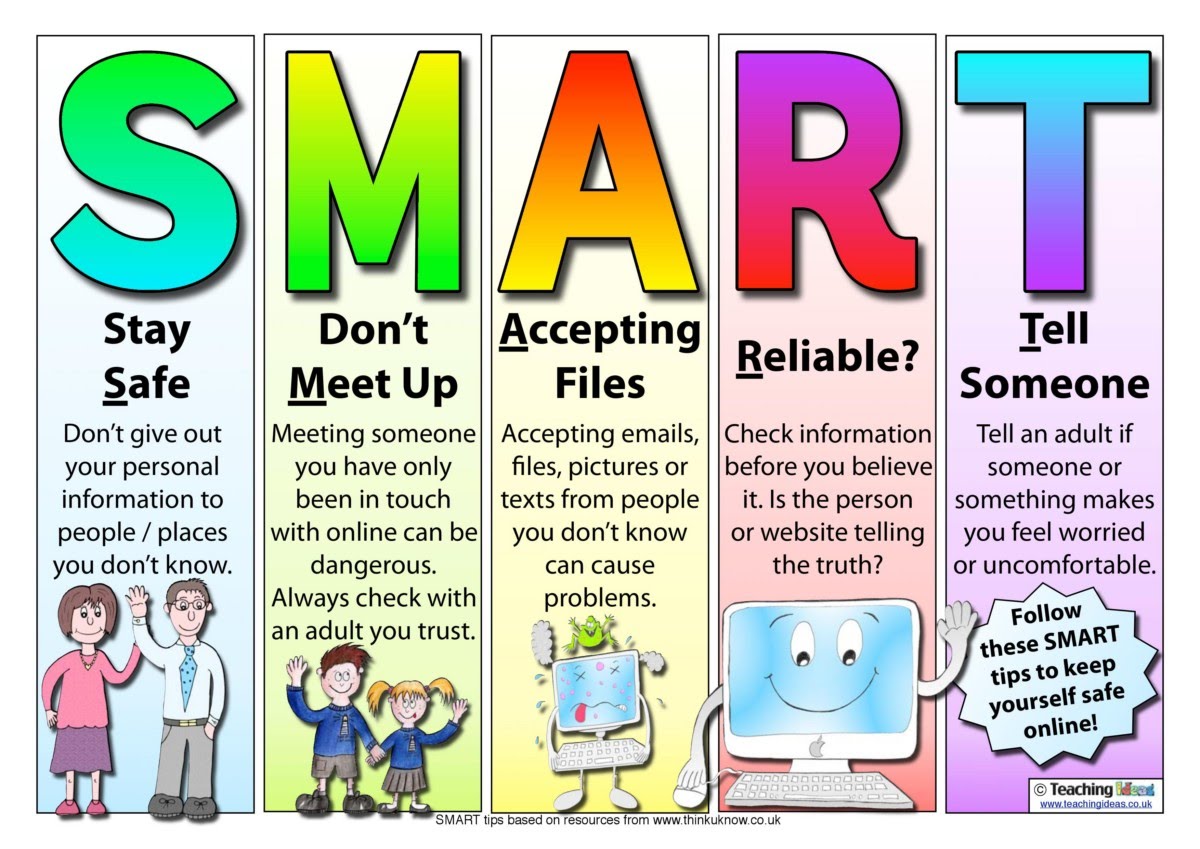 S
Stay
Safe
Don't give out
your personal
information to
people / places
you don't know.
M
Don't
Meet Up
Meeting someone
you have only
been in touch
with online can be
dangerous.
Always check with
an adult you trust.
A
Accepting
Files
Accepting emails,
files, pictures or
texts from people
you don't know
can cause
problems.
R
Reliable?
Check information
before you believe
it. Is the person
or website telling
the truth?
T
Tell
Someone
Tell an adult if
someone or
something makes
you feel worried
or uncomfortable.
Follow
these SMART
tips to keep
yourself safe
online!
© Teaching Ideas
www.teachingideas.co.uk
SMART tips based on resources from www.thinkuknow.co.uk